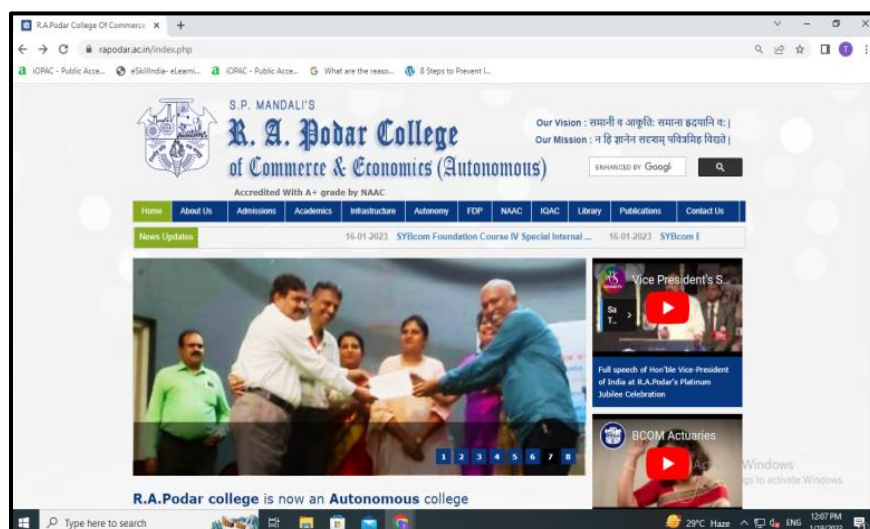 R.A.Podar College Of Commerce
rapodar.ac.in/index.php
iOPAC - Public Acce...
eSkillIndia- eLearni...
iOPAC - Public Acce...
What are the reaso...
8 Steps to Prevent I...
S.P. MANDALI'S
R. A. Podar College
of Commerce & Economics (Autonomous)
Accredited With A+ grade by NAAC
Our Vision : समानी व आकृति: समाना हृदयानि व: |
Our Mission : न हि ज्ञानेन सदृशम् पवित्रमिह विद्यते |
ENHANCED BY Googl
Home About Us Admissions Academics Infrastructure Autonomy FDP NAAC IQAC Library Publications Contact Us
News Updates 16-01-2023 SYBcom Foundation Course IV Special Internal ... 16-01-2023 SYBcom E
Vice President's S...
Sa
T...
Full speech of Hon'ble Vice-President
of India at R.A.Podar's Platinum
Jubilee Celebration
1 2 3 4 5 6 7 8
BCOM Actuaries
Windows
to activate Windows.
R.A.Podar college is now an Autonomous college
Type here to search
29°C Haze
ENG
12:07 PM